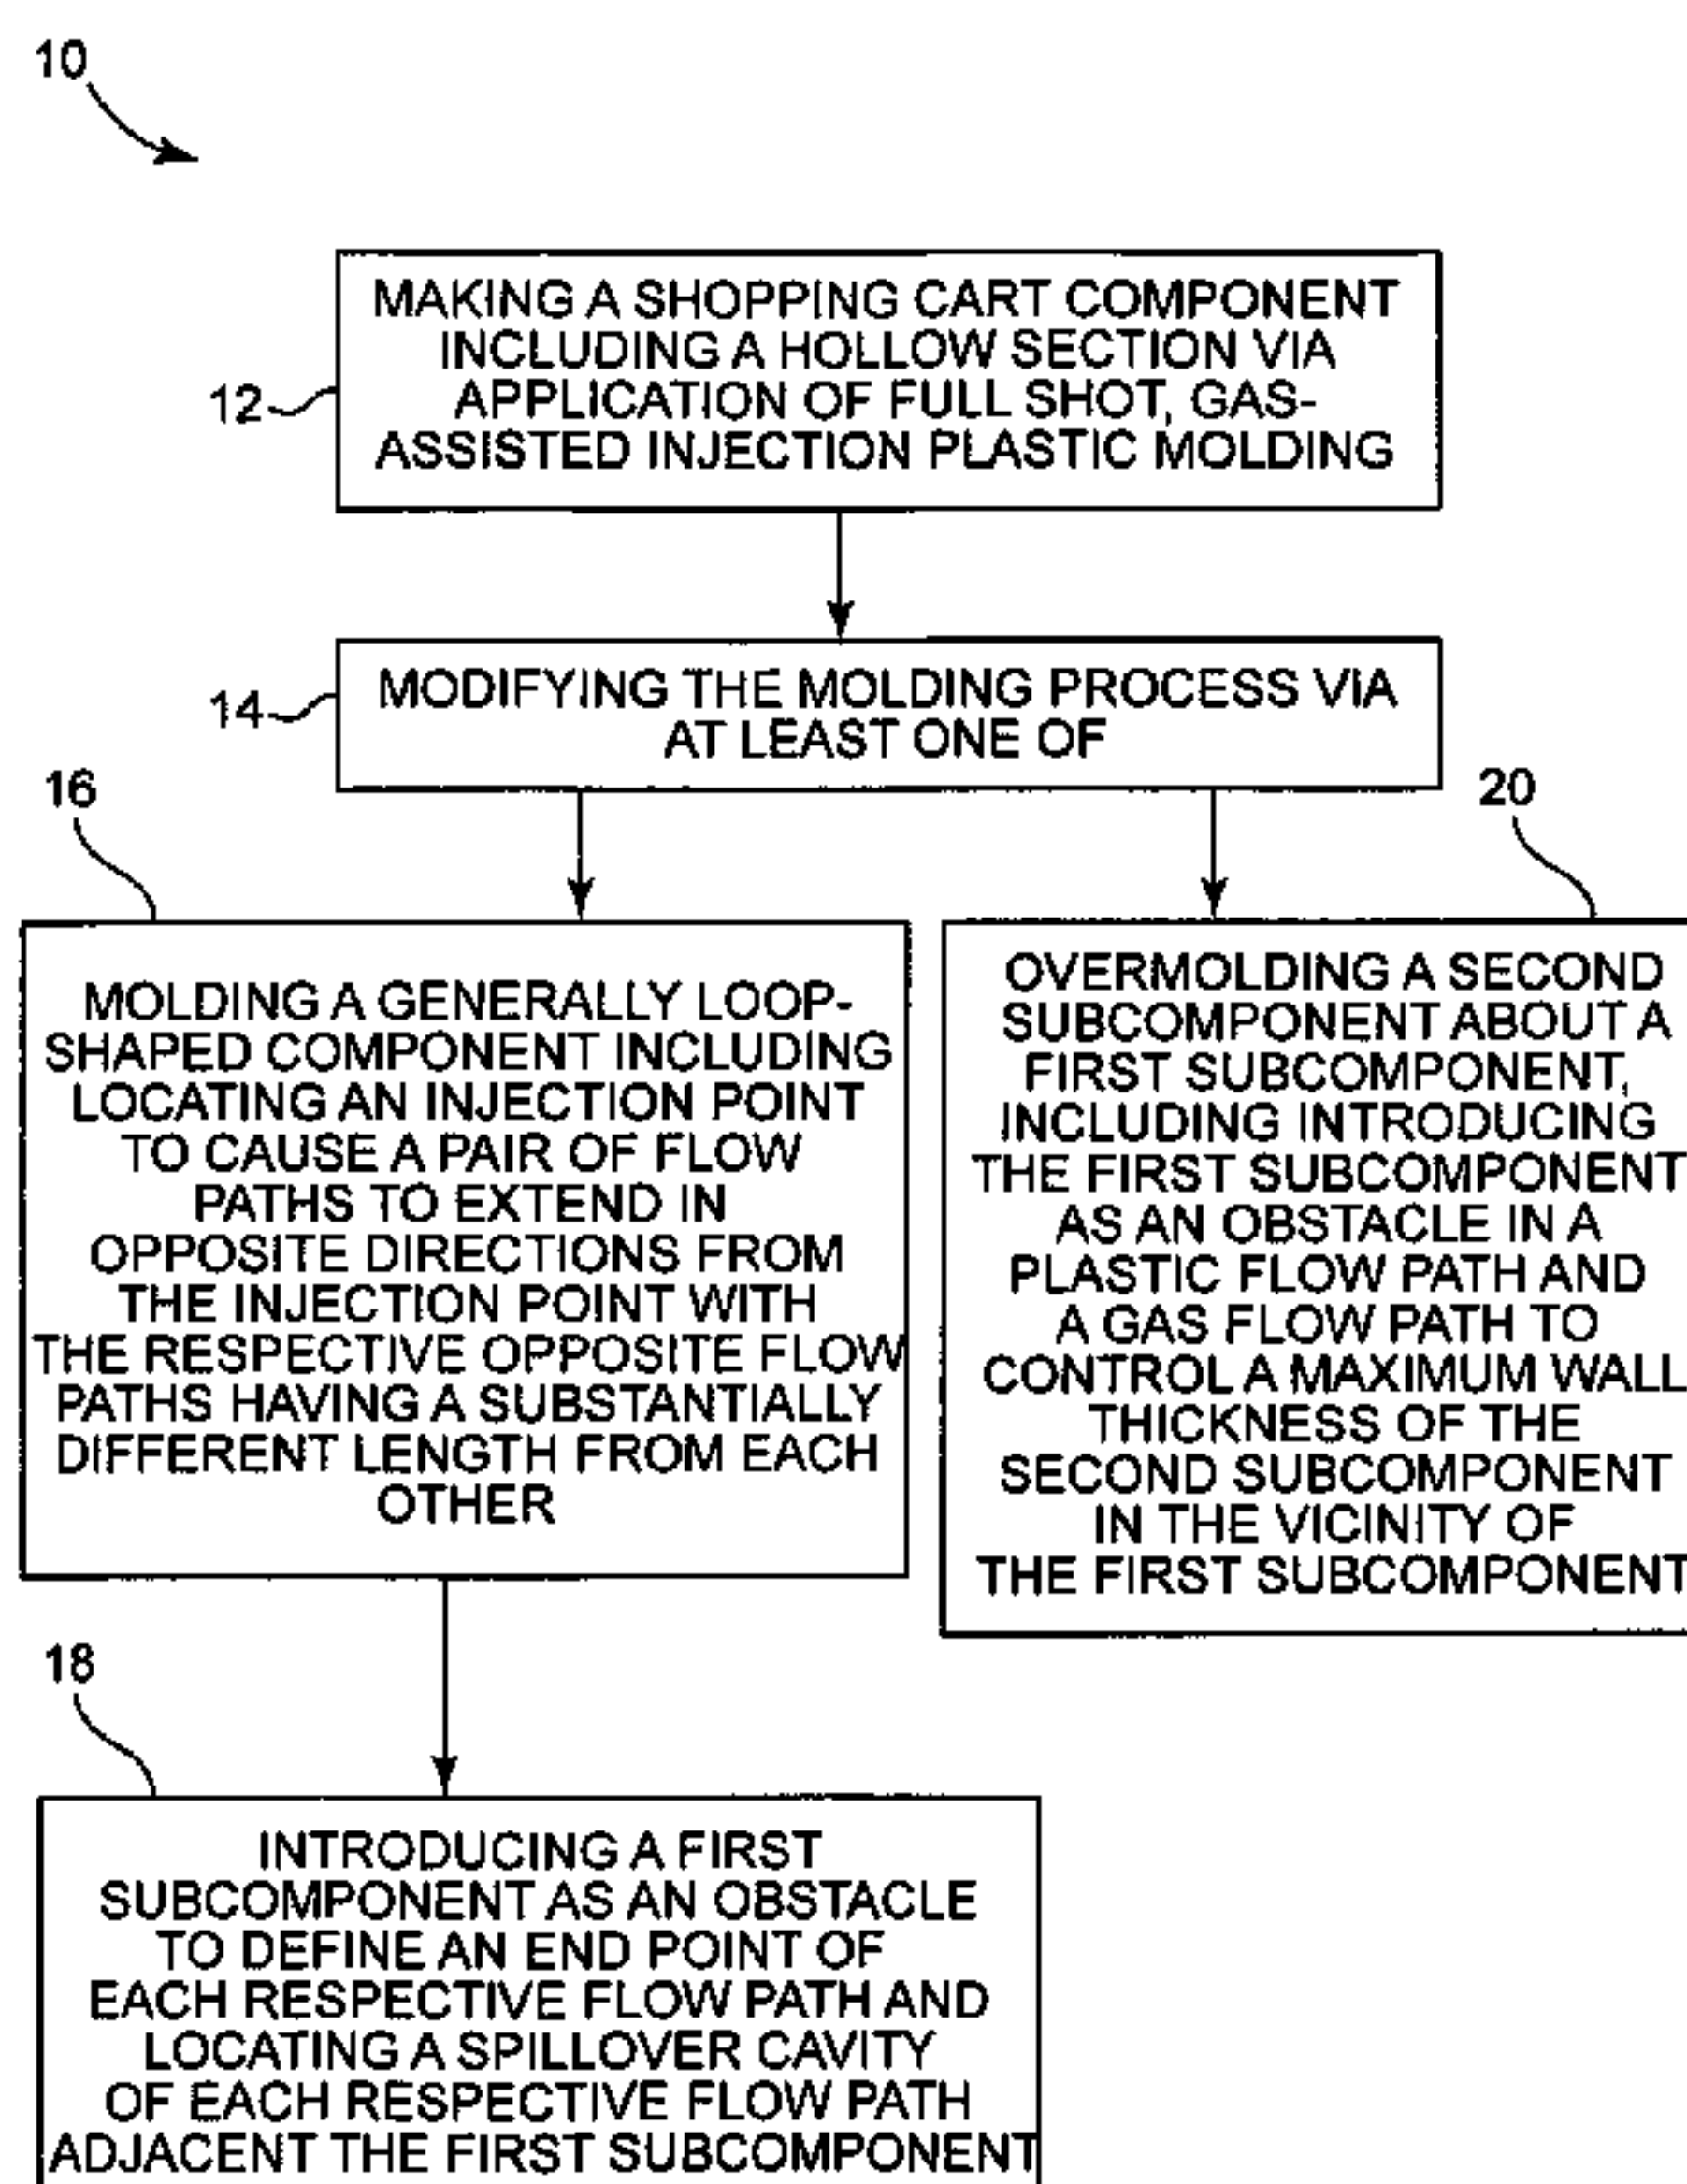 10
MAKING A SHOPPING CART COMPONENT
INCLUDING A HOLLOW SECTION VIA
APPLICATION OF FULL SHOT, GAS-
ASSISTED INJECTION PLASTIC MOLDING
12
MODIFYING THE MOLDING PROCESS VIA
AT LEAST ONE OF
14
16
MOLDING A GENERALLY LOOP-
SHAPED COMPONENT INCLUDING
LOCATING AN INJECTION POINT
TO CAUSE A PAIR OF FLOW
PATHS TO EXTEND IN
OPPOSITE DIRECTIONS FROM
THE INJECTION POINT WITH
THE RESPECTIVE OPPOSITE FLOW
PATHS HAVING A SUBSTANTIALLY
DIFFERENT LENGTH FROM EACH
OTHER
20
OVERMOLDING A SECOND
SUBCOMPONENT ABOUT A
FIRST SUBCOMPONENT,
INCLUDING INTRODUCING
THE FIRST SUBCOMPONENT
AS AN OBSTACLE IN A
PLASTIC FLOW PATH AND
A GAS FLOW PATH TO
CONTROL A MAXIMUM WALL
THICKNESS OF THE
SECOND SUBCOMPONENT
IN THE VICINITY OF
THE FIRST SUBCOMPONENT
18
INTRODUCING A FIRST
SUBCOMPONENT AS AN OBSTACLE
TO DEFINE AN END POINT OF
EACH RESPECTIVE FLOW PATH AND
LOCATING A SPILLOVER CAVITY
OF EACH RESPECTIVE FLOW PATH
ADJACENT THE FIRST SUBCOMPONENT